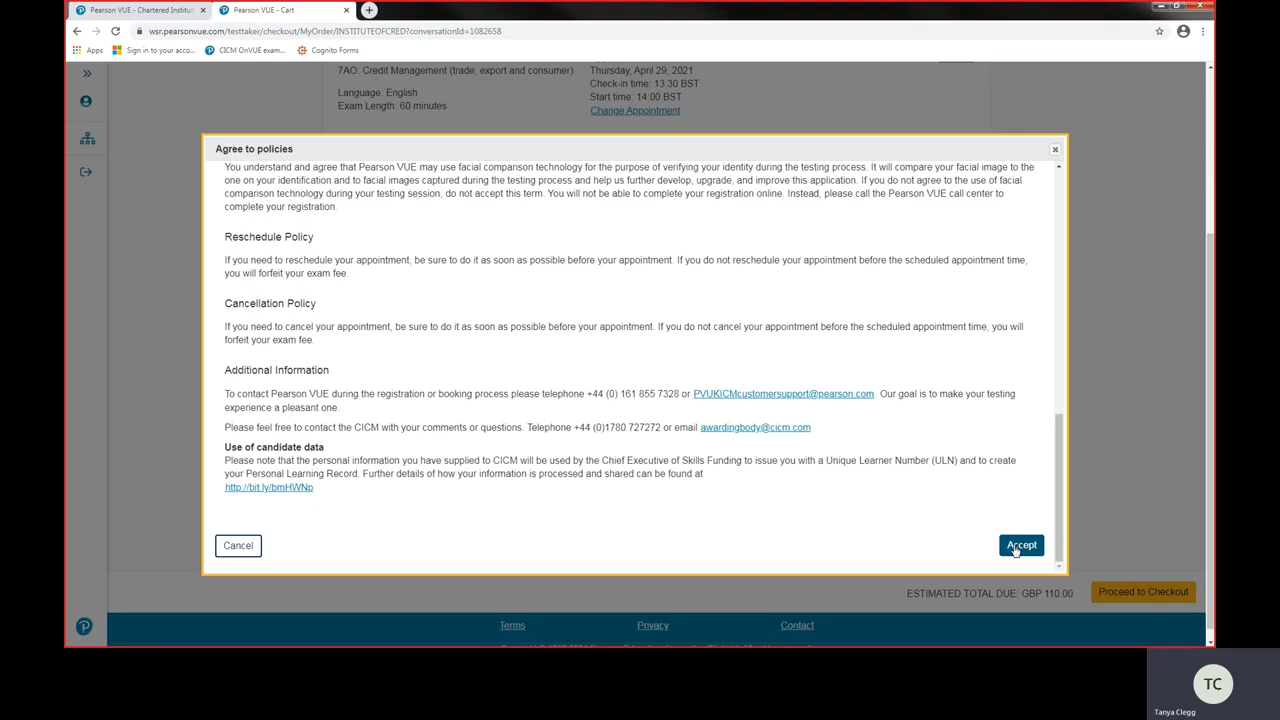 Pearson VUE - Chartered Institut
Pearson VUE - Cart
wsr.pearsonvue.com/testtaker/checkout/MyOrder/INSTITUTEOFCRED?conversationId=1082658
Apps
Sign in to your acco...
CICM OnVUE exam...
Cognito Forms
7AO: Credit Management (trade, export and consumer)
Language: English
Exam Length: 60 minutes
Thursday, April 29, 2021
Check-in time: 13:30 BST
Start time: 14:00 BST
Change Appointment
Agree to policies
You understand and agree that Pearson VUE may use facial comparison technology for the purpose of verifying your identity during the testing process. It will compare your facial image to the
one on your identification and to facial images captured during the testing process and help us further develop, upgrade, and improve this application. If you do not agree to the use of facial
comparison technology during your testing session, do not accept this term. You will not be able to complete your registration online. Instead, please call the Pearson VUE call center to
complete your registration.
Reschedule Policy
If you need to reschedule your appointment, be sure to do it as soon as possible before your appointment. If you do not reschedule your appointment before the scheduled appointment time,
you will forfeit your exam fee.
Cancellation Policy
If you need to cancel your appointment, be sure to do it as soon as possible before your appointment. If you do not cancel your appointment before the scheduled appointment time, you will
forfeit your exam fee.
Additional Information
To contact Pearson VUE during the registration or booking process please telephone +44 (0) 161 855 7328 or PVUKICMcustomersupport@pearson.com. Our goal is to make your testing
experience a pleasant one.
Please feel free to contact the CICM with your comments or questions. Telephone +44 (0)1780 727272 or email awardingbody@cicm.com
Use of candidate data
Please note that the personal information you have supplied to CICM will be used by the Chief Executive of Skills Funding to issue you with a Unique Learner Number (ULN) and to create
your Personal Learning Record. Further details of how your information is processed and shared can be found at
http://bit.ly/bmHWNp
Cancel
Accept
ESTIMATED TOTAL DUE: GBP 110.00
Proceed to Checkout
Terms
Privacy
Contact
TC
Tanya Clegg